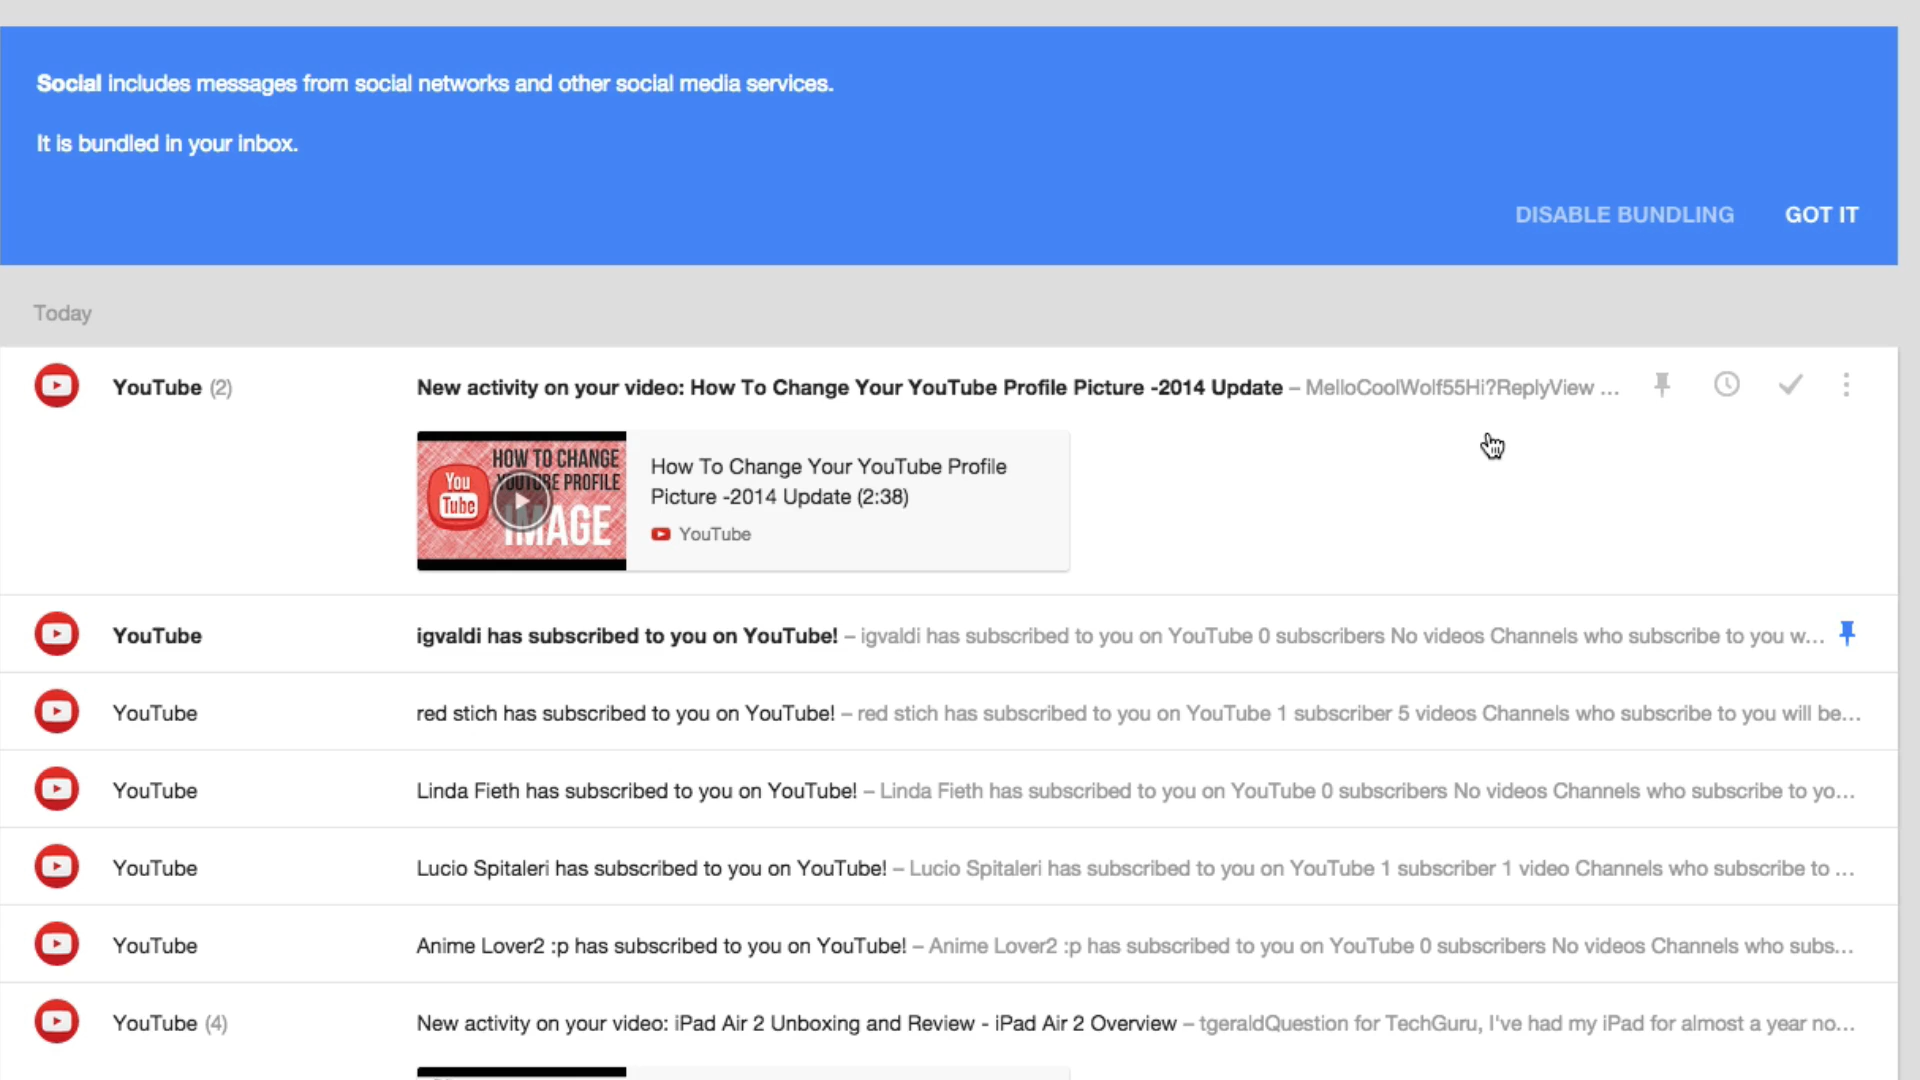 Social includes messages from social networks and other social media services.
It is bundled in your inbox.
DISABLE BUNDLING GOT IT
Today
YouTube (2) New activity on your video: How To Change Your YouTube Profile Picture -2014 Update – MelloCoolWolf55Hi?ReplyView ...
HOW TO CHANGE
YOUTUBE PROFILE
You
Tube
IMAGE
How To Change Your YouTube Profile
Picture -2014 Update (2:38)
YouTube
YouTube igvaldi has subscribed to you on YouTube! – igvaldi has subscribed to you on YouTube 0 subscribers No videos Channels who subscribe to you w...
YouTube red stich has subscribed to you on YouTube! – red stich has subscribed to you on YouTube 1 subscriber 5 videos Channels who subscribe to you will be...
YouTube Linda Fieth has subscribed to you on YouTube! – Linda Fieth has subscribed to you on YouTube 0 subscribers No videos Channels who subscribe to yo...
YouTube Lucio Spitaleri has subscribed to you on YouTube! – Lucio Spitaleri has subscribed to you on YouTube 1 subscriber 1 video Channels who subscribe to ...
YouTube Anime Lover2 :p has subscribed to you on YouTube! – Anime Lover2 :p has subscribed to you on YouTube 0 subscribers No videos Channels who subs...
YouTube (4) New activity on your video: iPad Air 2 Unboxing and Review - iPad Air 2 Overview – tgeraldQuestion for TechGuru, I've had my iPad for almost a year no...